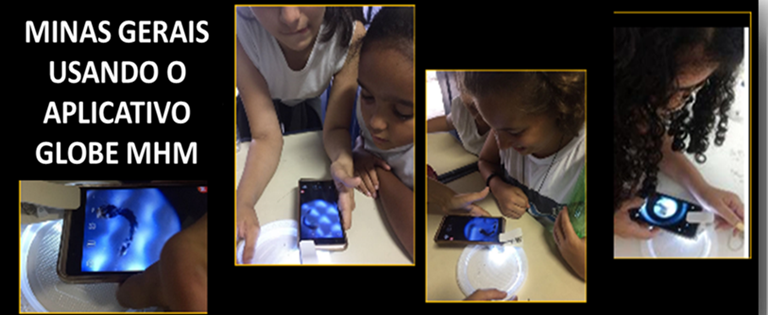 MINAS GERAIS
USANDO O
APLICATIVO
GLOBE MHM